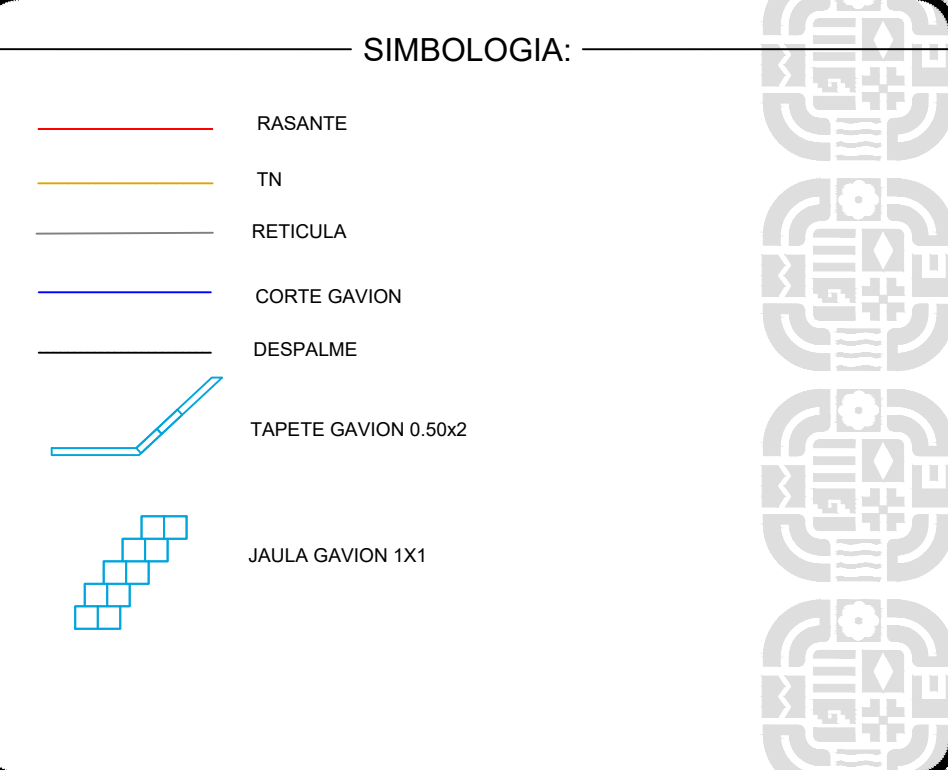 SIMBOLOGIA:
RASANTE
TN
RETICULA
CORTE GAVION
DESPALME
TAPETE GAVION 0.50x2
JAULA GAVION 1X1